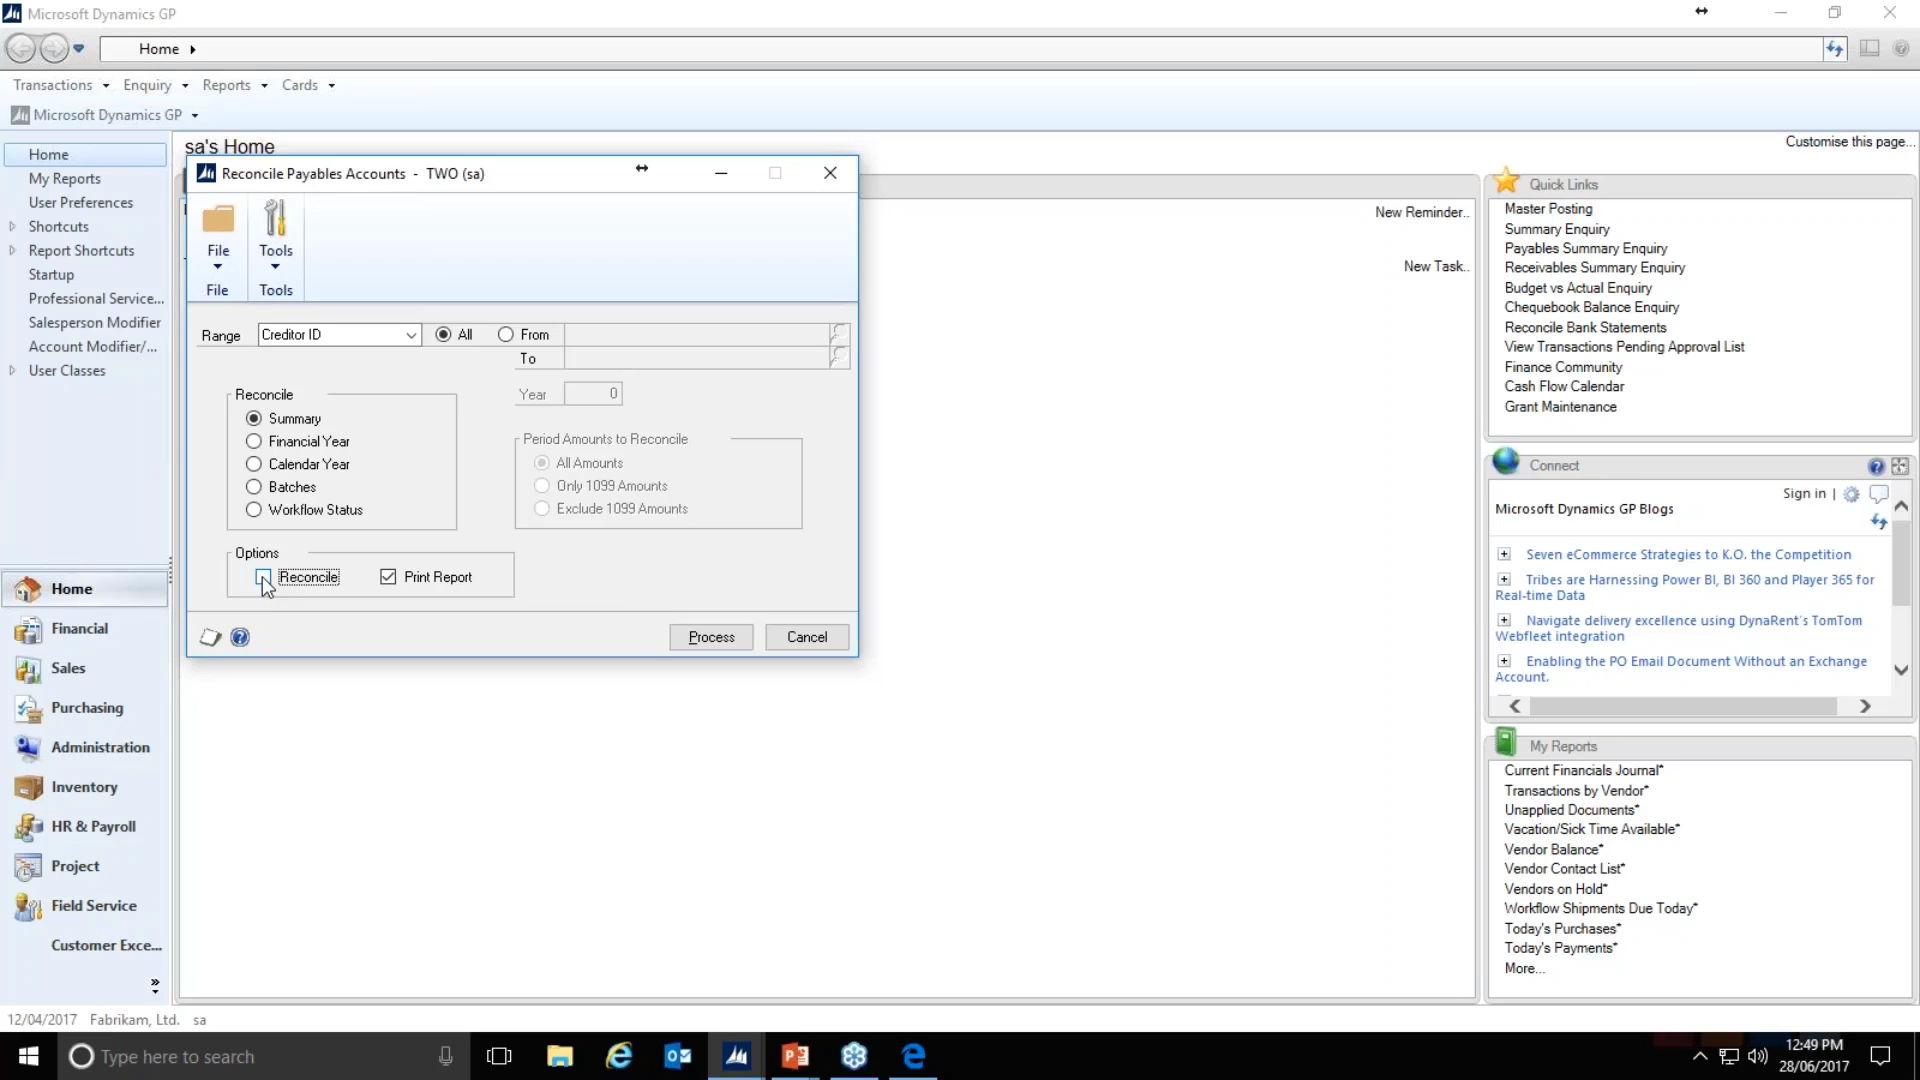 Microsoft Dynamics GP
Home
Transactions Enquiry Reports Cards
Microsoft Dynamics GP
Home
My Reports
User Preferences
Shortcuts
Report Shortcuts
Startup
Professional Service...
Salesperson Modifier
Account Modifier/...
User Classes
Home
Financial
Sales
Purchasing
Administration
Inventory
HR & Payroll
Project
Field Service
Customer Exce...
sa's Home
Customise this page...
New Reminder..
New Task..
Reconcile Payables Accounts - TWO (sa)
File
Tools
File
Tools
Range Creditor ID All From
To
Year 0
Reconcile
Summary
Financial Year
Calendar Year
Batches
Workflow Status
Period Amounts to Reconcile
All Amounts
Only 1099 Amounts
Exclude 1099 Amounts
Options
Reconcile Print Report
Process Cancel
Quick Links
Master Posting
Summary Enquiry
Payables Summary Enquiry
Receivables Summary Enquiry
Budget vs Actual Enquiry
Chequebook Balance Enquiry
Reconcile Bank Statements
View Transactions Pending Approval List
Finance Community
Cash Flow Calendar
Grant Maintenance
Connect
Sign in |
Microsoft Dynamics GP Blogs
Seven eCommerce Strategies to K.O. the Competition
Tribes are Harnessing Power BI, BI 360 and Player 365 for
Real-time Data
Navigate delivery excellence using DynaRent's TomTom
Webfleet integration
Enabling the PO Email Document Without an Exchange
Account.
My Reports
Current Financials Journal*
Transactions by Vendor*
Unapplied Documents*
Vacation/Sick Time Available*
Vendor Balance*
Vendor Contact List*
Vendors on Hold*
Workflow Shipments Due Today*
Today's Purchases*
Today's Payments*
More...
12/04/2017 Fabrikam, Ltd. sa
Type here to search
12:49 PM
28/06/2017